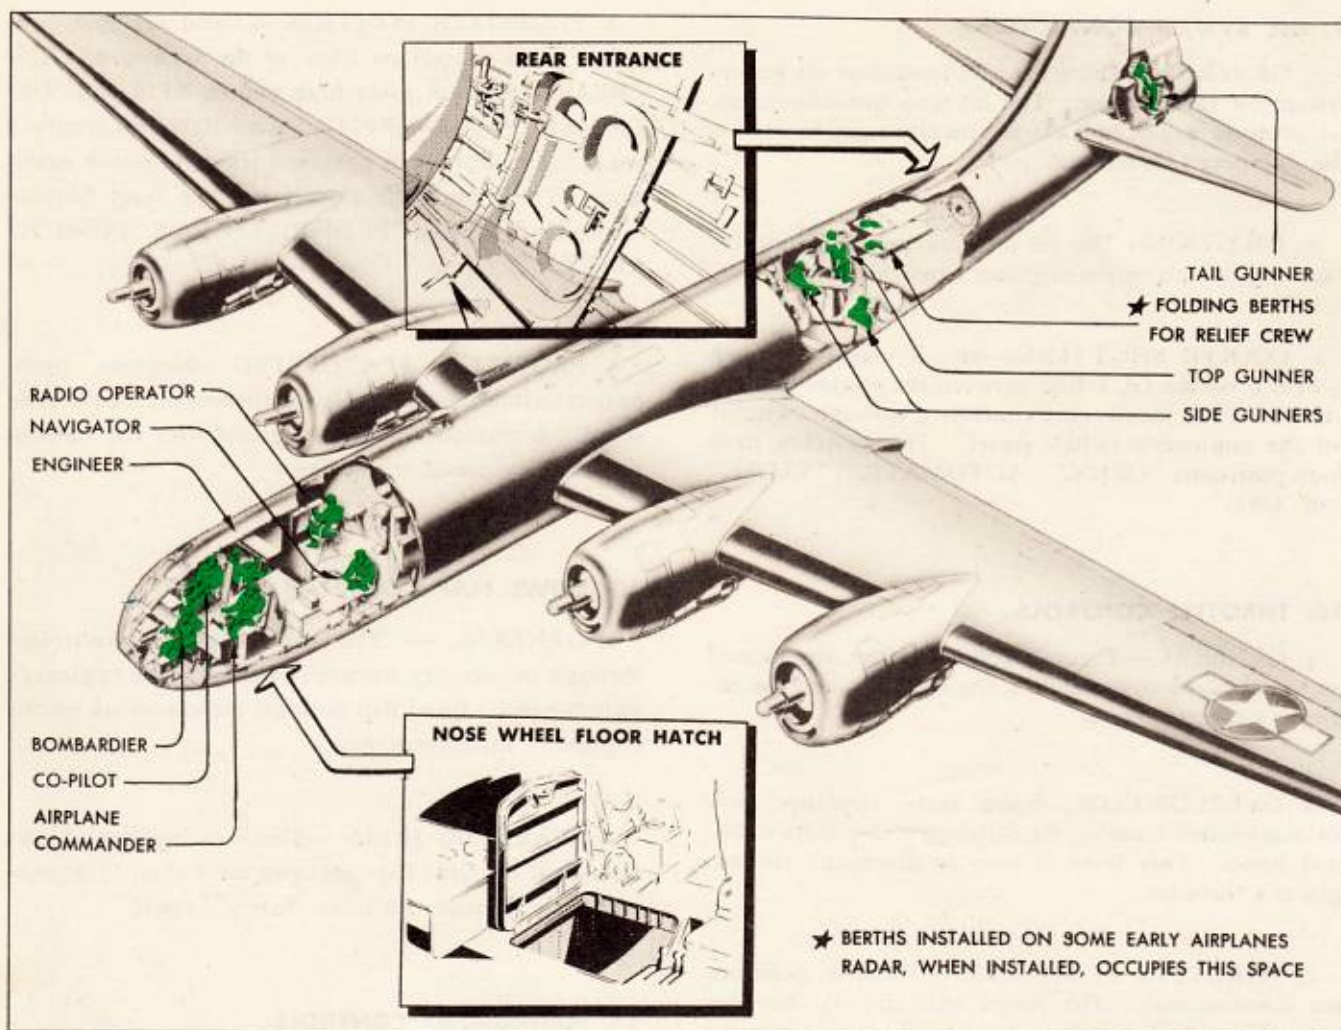 REAR ENTRANCE
TAIL GUNNER
★ FOLDING BERTHS
FOR RELIEF CREW
TOP GUNNER
SIDE GUNNERS
RADIO OPERATOR
NAVIGATOR
ENGINEER
BOMBARDIER
CO-PILOT
AIRPLANE
COMMANDER
NOSE WHEEL FLOOR HATCH
★ BERTHS INSTALLED ON SOME EARLY AIRPLANES
RADAR, WHEN INSTALLED, OCCUPIES THIS SPACE